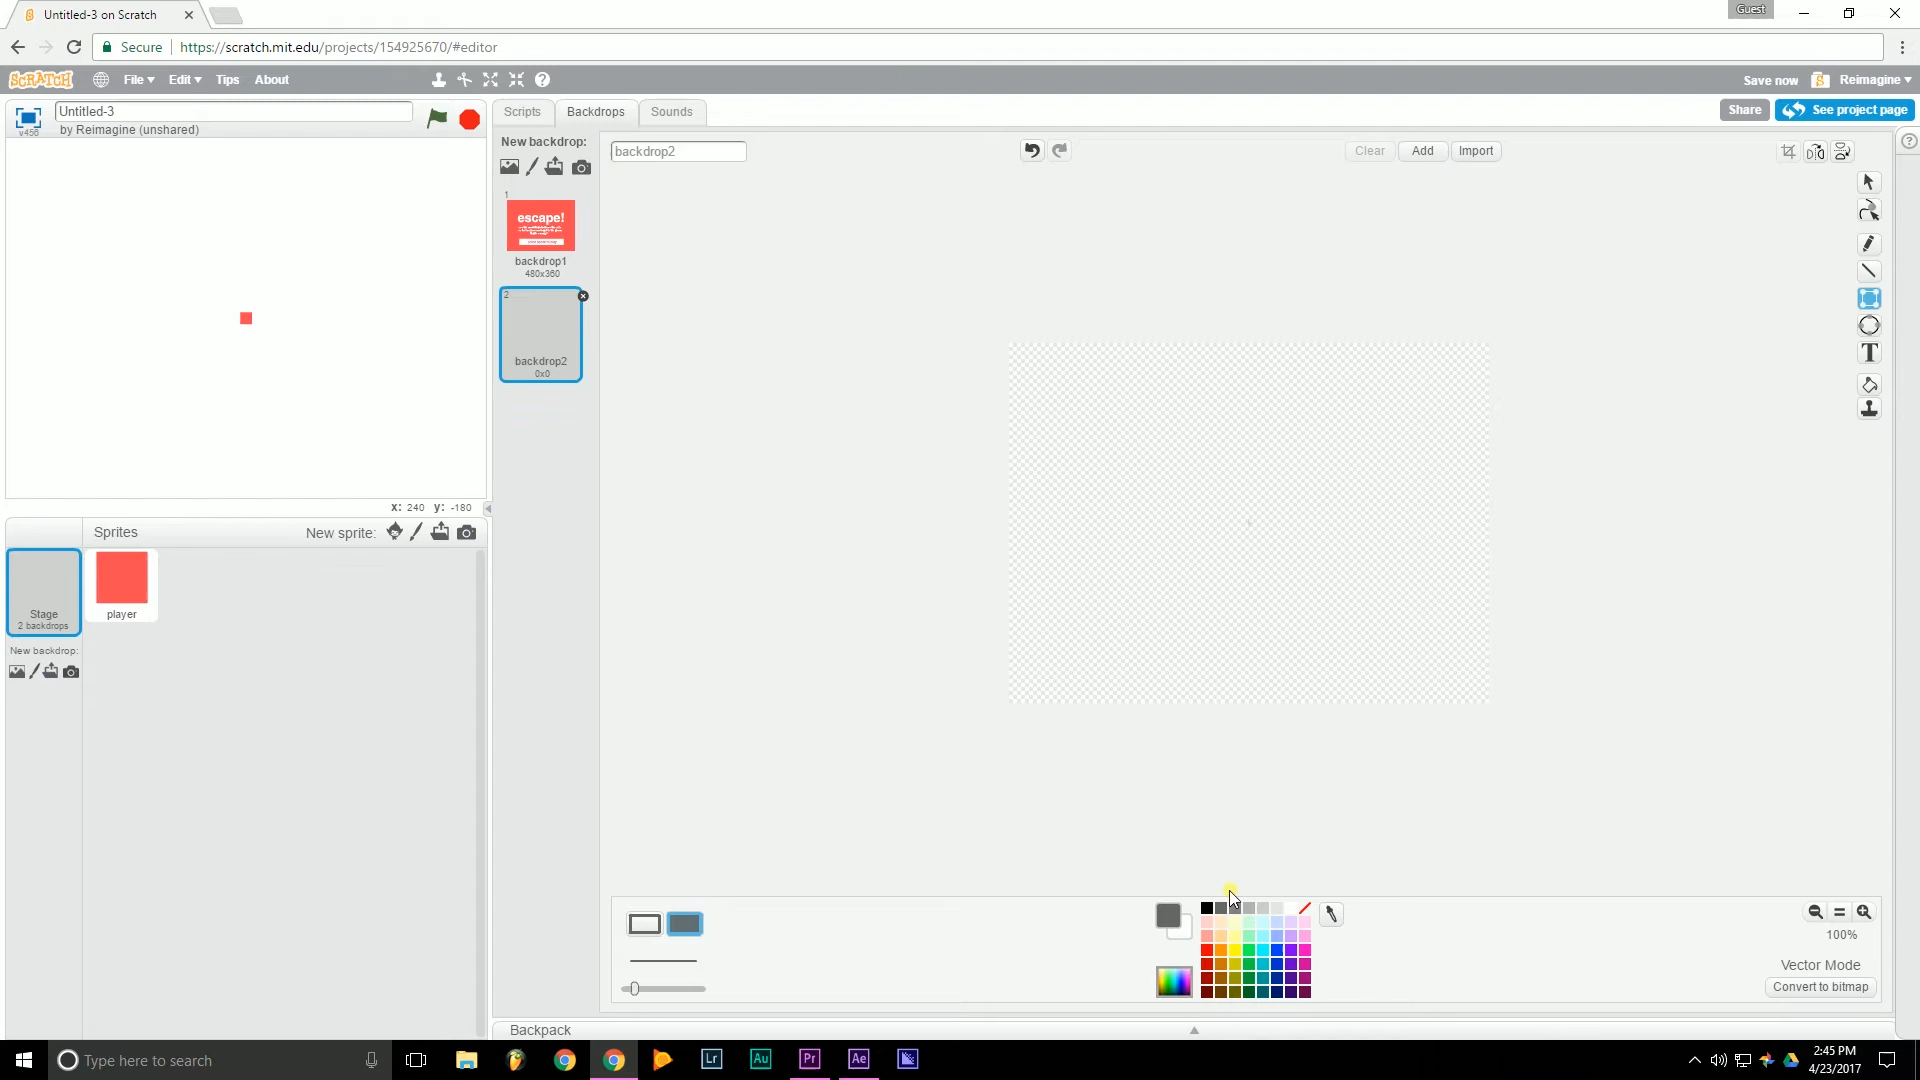 Untitled-3 on Scratch
Guest
Secure
https://scratch.mit.edu/projects/154925670/#editor
SCRATCH
File
Edit
Tips
About
Save now
Reimagine
Untitled-3
by Reimagine (unshared)
v456
Scripts
Backdrops
Sounds
Share
See project page
New backdrop:
backdrop2
Clear
Add
Import
1
escape!
backdrop1
480x360
2
backdrop2
0x0
T
x: 240 y: -180
Sprites
New sprite:
Stage
2 backdrops
player
New backdrop:
100%
Vector Mode
Convert to bitmap
Backpack
Type here to search
Lr
Au
Pr
Ae
2:45 PM
4/23/2017